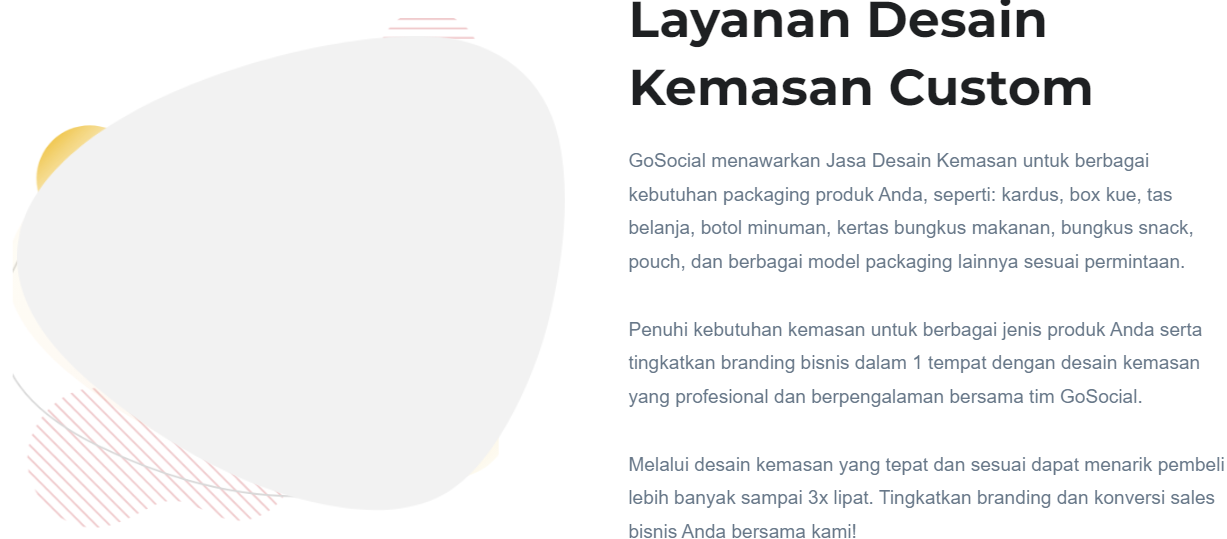 Layanan Desain
Kemasan Custom
GoSocial menawarkan Jasa Desain Kemasan untuk berbagai
kebutuhan packaging produk Anda, seperti: kardus, box kue, tas
belanja, botol minuman, kertas bungkus makanan, bungkus snack,
pouch, dan berbagai model packaging lainnya sesuai permintaan.
Penuhi kebutuhan kemasan untuk berbagai jenis produk Anda serta
tingkatkan branding bisnis dalam 1 tempat dengan desain kemasan
yang profesional dan berpengalaman bersama tim GoSocial.
Melalui desain kemasan yang tepat dan sesuai dapat menarik pembeli
lebih banyak sampai 3x lipat. Tingkatkan branding dan konversi sales
bisnis Anda bersama kami!